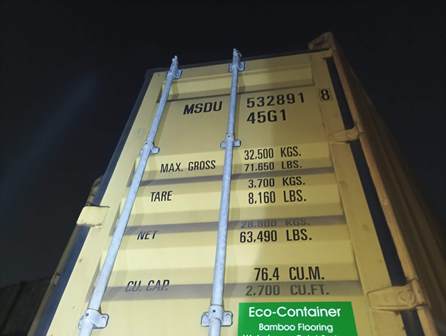 MSDU 532891 8
45G1
MAX. GROSS 32.500 KGS.
71.650 LBS.
TARE 3.700 KGS.
8.160 LBS.
NET 28.800 KGS.
63.490 LBS.
CU. CAP. 76.4 CU.M.
2.700 CU.FT.
Eco-Container
Bamboo Flooring